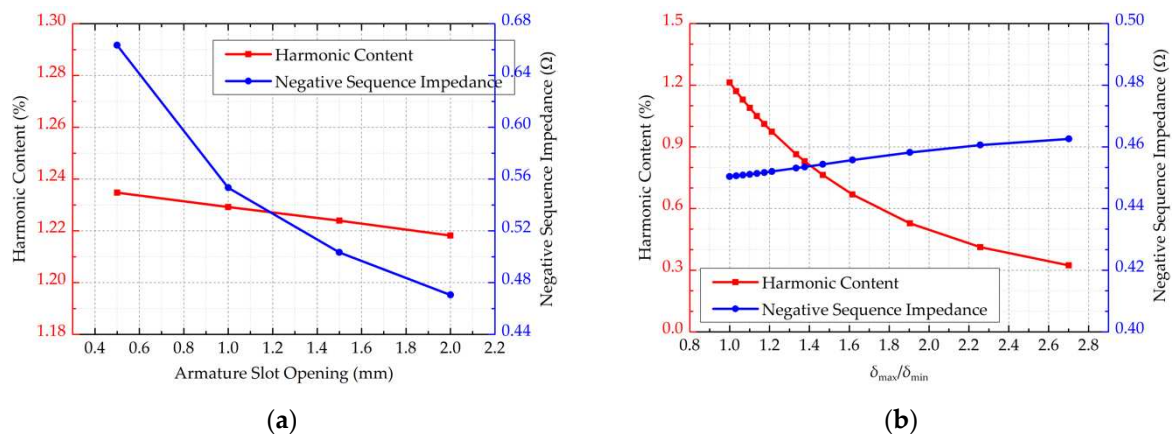 1.30
1.28
1.26
1.24
1.22
1.20
1.18
Harmonic Content (%)
Harmonic Content
Negative Sequence Impedance
0.68
0.64
0.60
0.56
0.52
0.48
0.44
Negative Sequence Impedance (Ω)
0.4 0.6 0.8 1.0 1.2 1.4 1.6 1.8 2.0 2.2
Armature Slot Opening (mm)
(a)
1.5
1.2
0.9
0.6
0.3
0.0
Harmonic Content (%)
Harmonic Content
Negative Sequence Impedance
0.50
0.48
0.46
0.44
0.42
0.40
Negative Sequence Impedance (Ω)
0.8 1.0 1.2 1.4 1.6 1.8 2.0 2.2 2.4 2.6 2.8
δmax/δmin
(b)